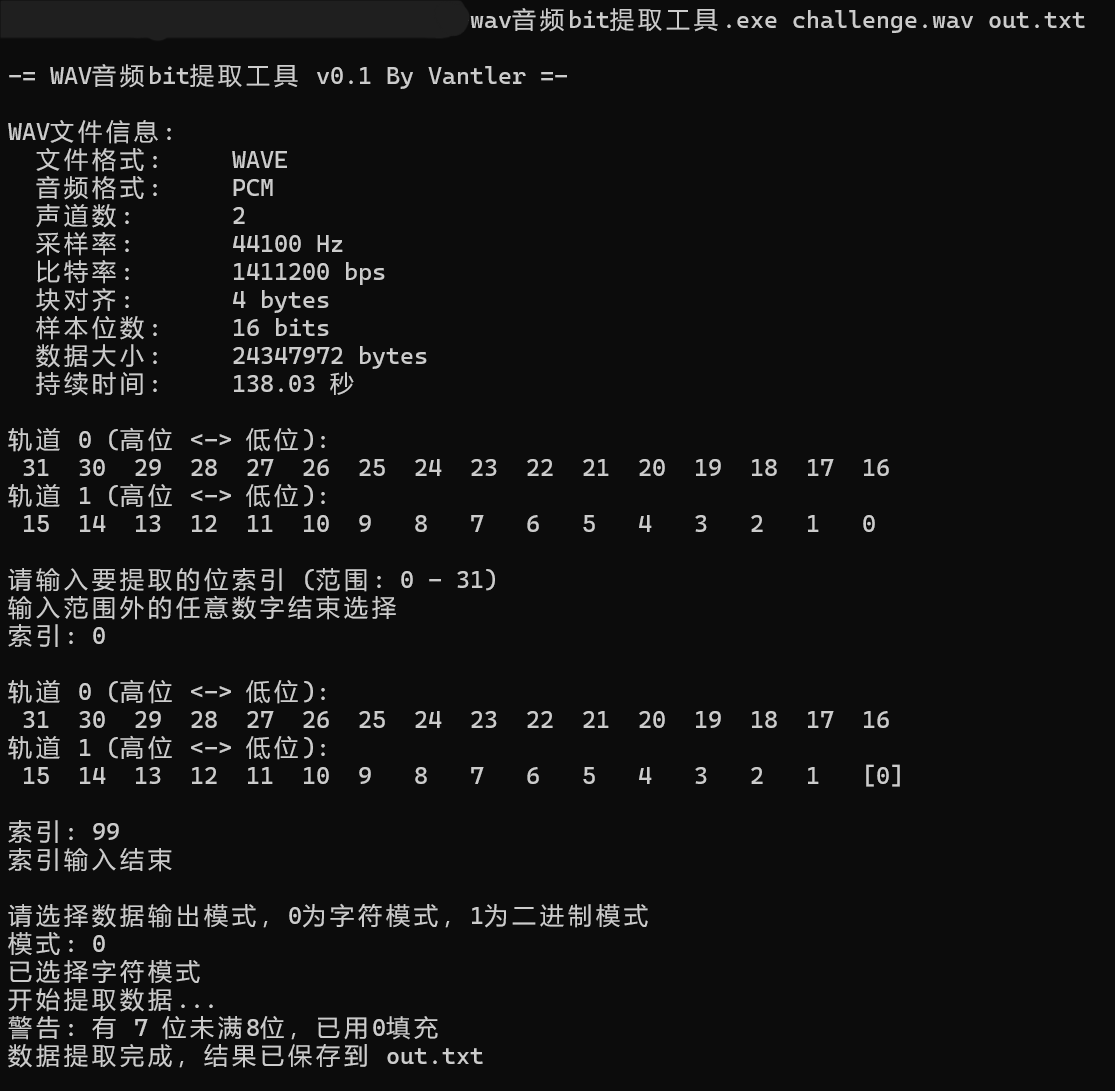 wav音频bit提取工具.exe challenge.wav out.txt
-= WAV音频bit提取工具 v0.1 By Vantler =-
WAV文件信息:
文件格式: WAVE
音频格式: PCM
声道数: 2
采样率: 44100 Hz
比特率: 1411200 bps
块对齐: 4 bytes
样本位数: 16 bits
数据大小: 24347972 bytes
持续时间: 138.03 秒
轨道 0 (高位 <-> 低位):
31 30 29 28 27 26 25 24 23 22 21 20 19 18 17 16
轨道 1 (高位 <-> 低位):
15 14 13 12 11 10 9 8 7 6 5 4 3 2 1 0
请输入要提取的位索引 (范围: 0 - 31)
输入范围外的任意数字结束选择
索引: 0
轨道 0 (高位 <-> 低位):
31 30 29 28 27 26 25 24 23 22 21 20 19 18 17 16
轨道 1 (高位 <-> 低位):
15 14 13 12 11 10 9 8 7 6 5 4 3 2 1 [0]
索引: 99
索引输入结束
请选择数据输出模式, 0为字符模式, 1为二进制模式
模式: 0
已选择字符模式
开始提取数据...
警告: 有 7 位未满8位, 已用0填充
数据提取完成, 结果已保存到 out.txt